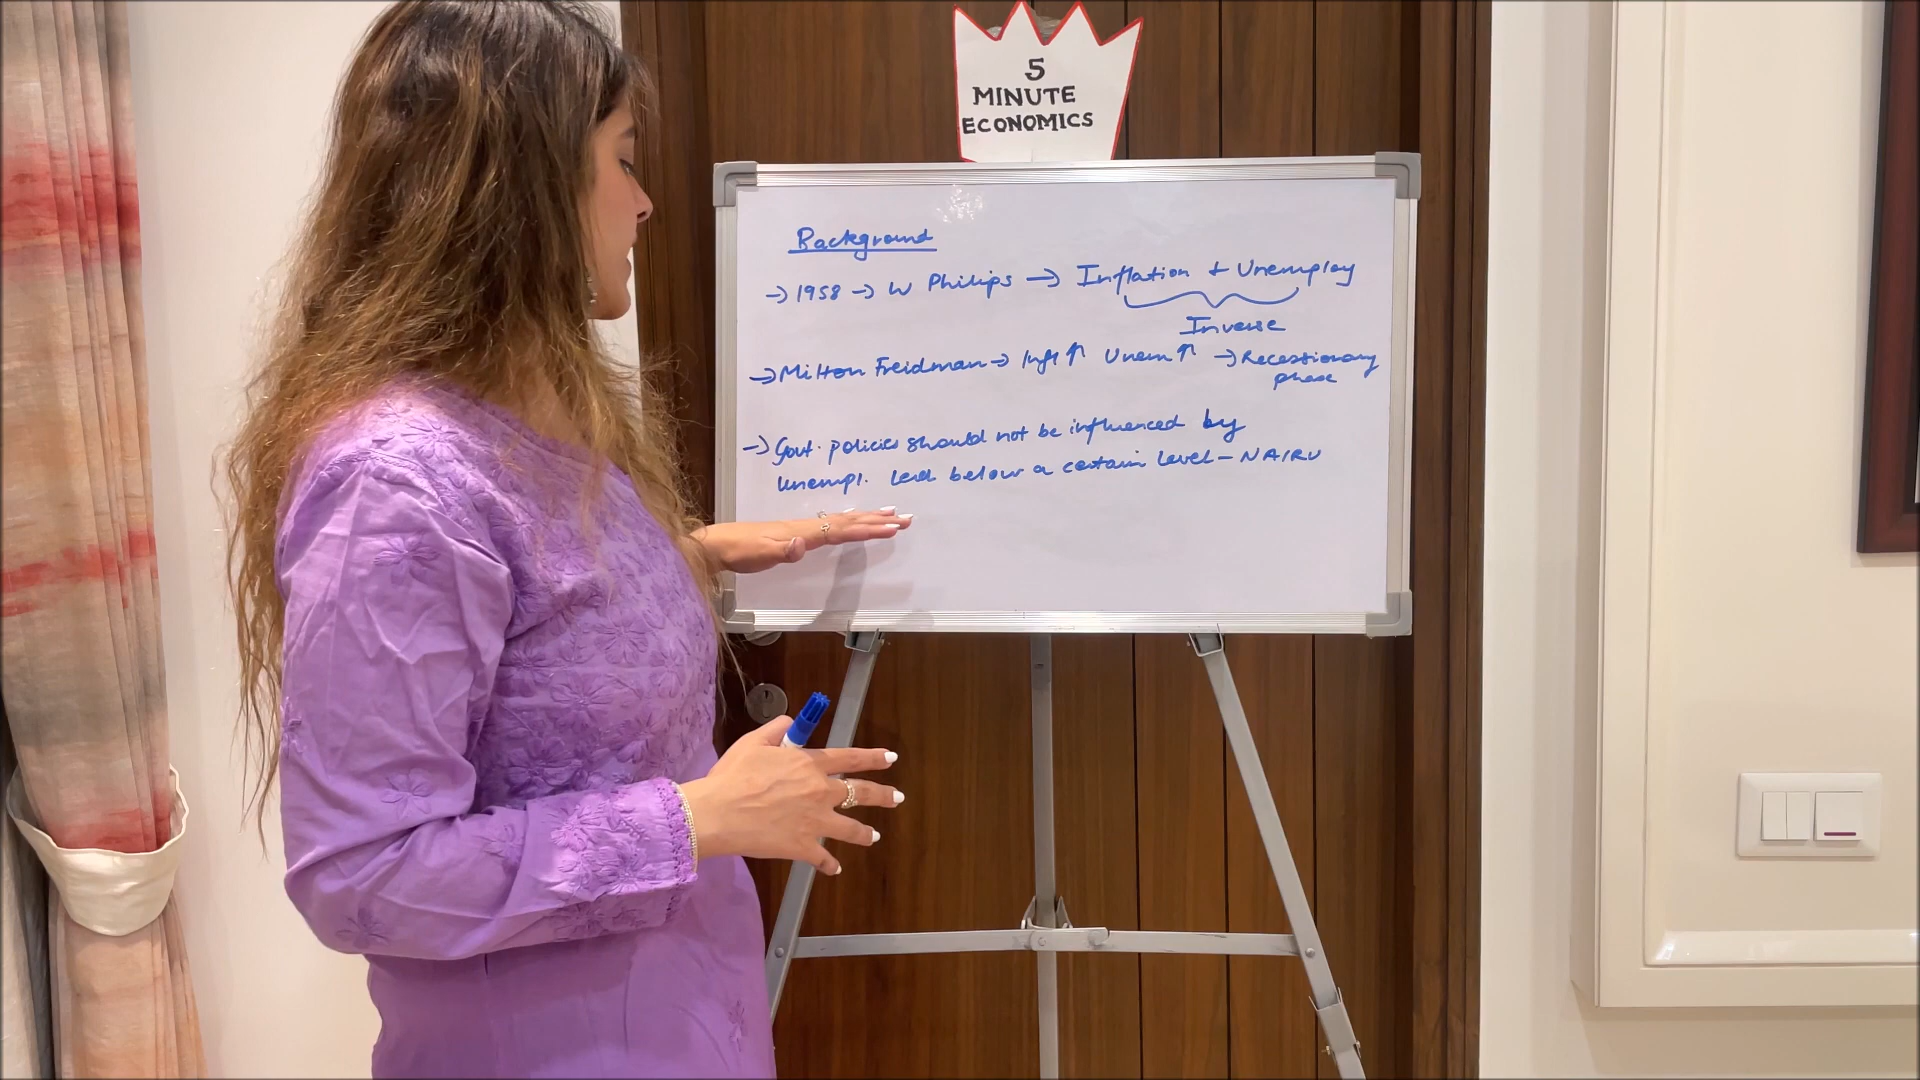 5
MINUTE
ECONOMICS
Background
→ 1958 → W Philips → Inflation + Unemploy
Inverse
→ Milton Freidman → Infl ↑ Unem ↑ → Recessionary
phase
→ Govt. policies should not be influenced by
unempl. level below a certain level - NAIRU